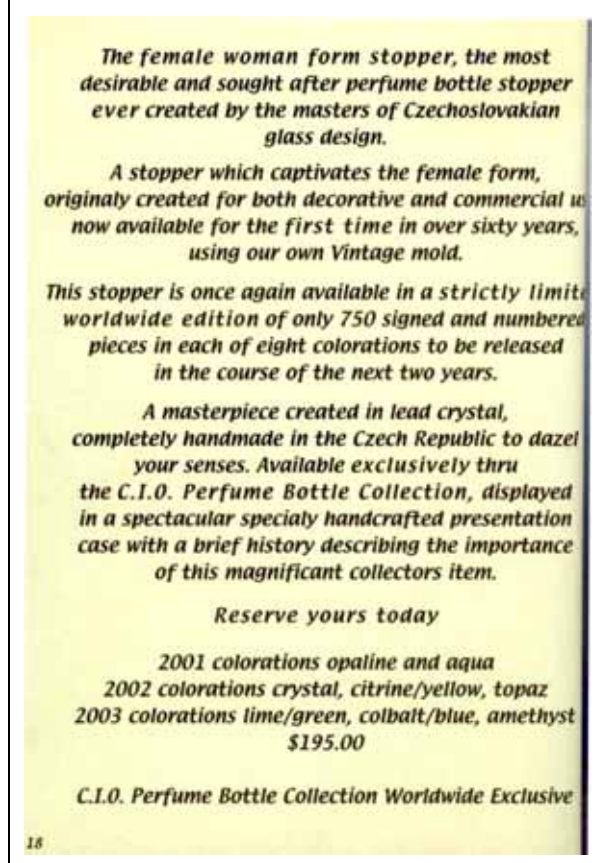 The female woman form stopper, the most
desirable and sought after perfume bottle stopper
ever created by the masters of Czechoslovakian
glass design.
A stopper which captivates the female form,
originaly created for both decorative and commercial
now available for the first time in over sixty years,
using our own Vintage mold.
This stopper is once again available in a strictly limite
worldwide edition of only 750 signed and numbered
pieces in each of eight colorations to be released
in the course of the next two years.
A masterpiece created in lead crystal,
completely handmade in the Czech Republic to dazel
your senses. Available exclusively thru
the C.I.O. Perfume Bottle Collection, displayed
in a spectacular specialy handcrafted presentation
case with a brief history describing the importance
of this magnificant collectors item.
Reserve yours today
2001 colorations opaline and aqua
2002 colorations crystal, citrine/yellow, topaz
2003 colorations lime/green, colbalt/blue, amethyst
$195.00
C.I.O. Perfume Bottle Collection Worldwide Exclusive
18